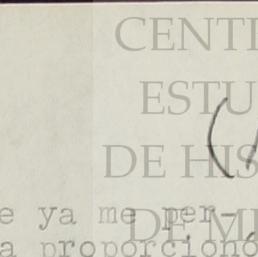 CENT
ESTU
DE HIS
DE M
e ya me per-
a proporcionó